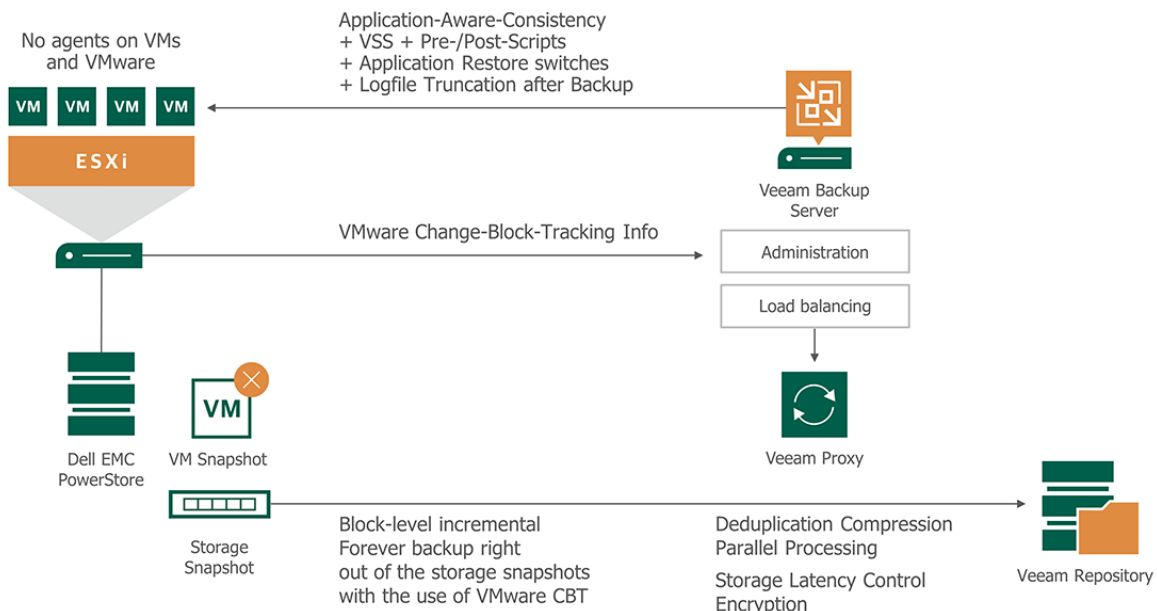 No agents on VMs
and VMware
VM VM VM VM
ESXi
Application-Aware-Consistency
+ VSS + Pre-/Post-Scripts
+ Application Restore switches
+ Logfile Truncation after Backup
Veeam Backup
Server
VMware Change-Block-Tracking Info
Administration
Load balancing
Dell EMC
PowerStore
VM
VM Snapshot
Veeam Proxy
Storage
Snapshot
Block-level incremental
Forever backup right
out of the storage snapshots
with the use of VMware CBT
Deduplication Compression
Parallel Processing
Storage Latency Control
Encryption
Veeam Repository